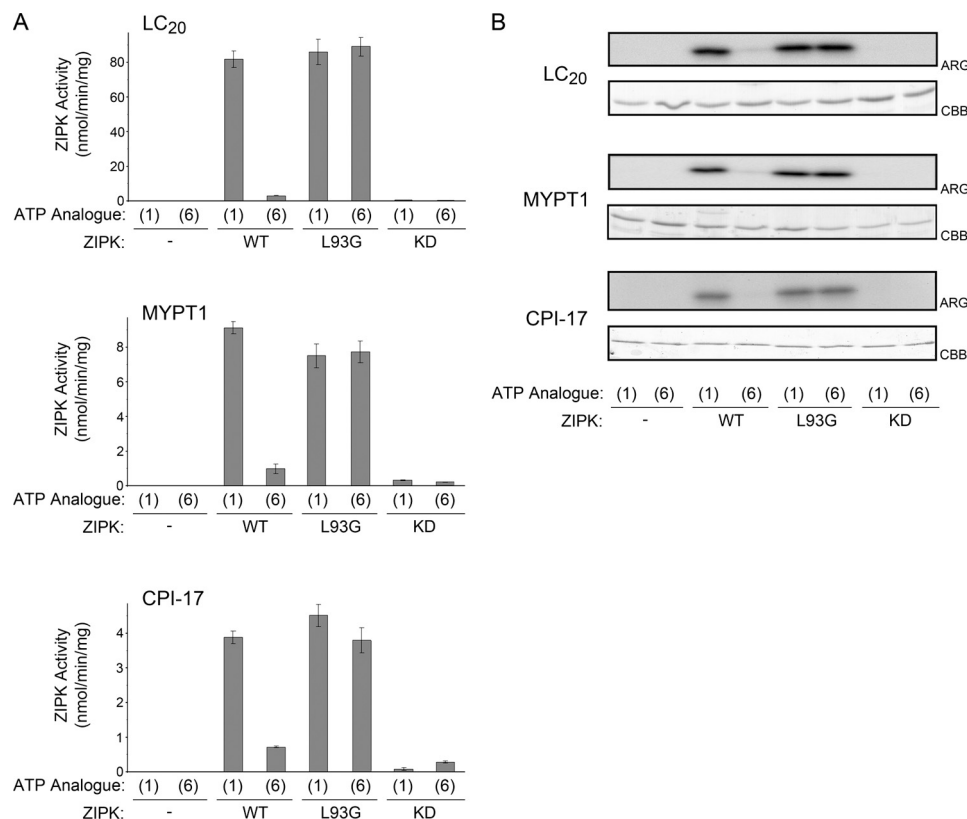 A
LC20
ZIPK Activity
(nmol/min/mg)
80
60
40
20
0
ATP Analogue: (1) (6) (1) (6) (1) (6) (1) (6)
ZIPK: - WT L93G KD
MYPT1
ZIPK Activity
(nmol/min/mg)
8
6
4
2
0
ATP Analogue: (1) (6) (1) (6) (1) (6) (1) (6)
ZIPK: - WT L93G KD
CPI-17
ZIPK Activity
(nmol/min/mg)
4
3
2
1
0
ATP Analogue: (1) (6) (1) (6) (1) (6) (1) (6)
ZIPK: - WT L93G KD
B
LC20
ARG
CBB
MYPT1
ARG
CBB
CPI-17
ARG
CBB
ATP Analogue: (1) (6) (1) (6) (1) (6) (1) (6)
ZIPK: - WT L93G KD